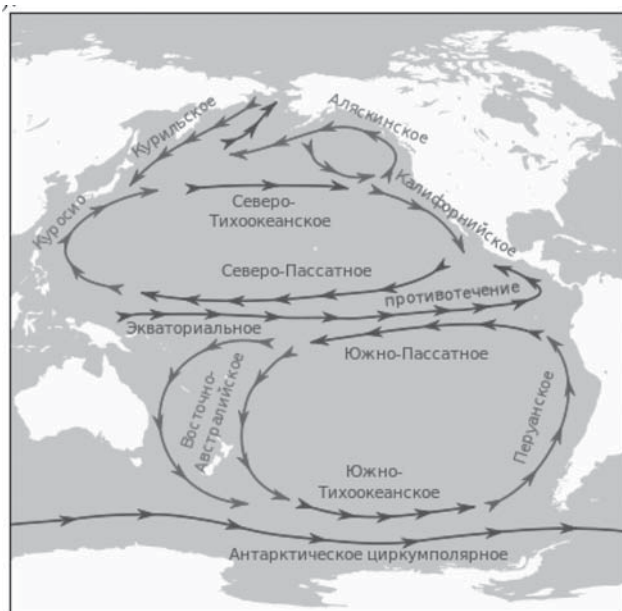 Курильское
Аляскинское
Куросио
Северо-
Тихоокеанское
Калифорнийское
Северо-Пассатное
противотечение
Экваториальное
Южно-Пассатное
Восточно-
Австралийское
Перуанское
Южно-
Тихоокеанское
Антарктическое циркумполярное